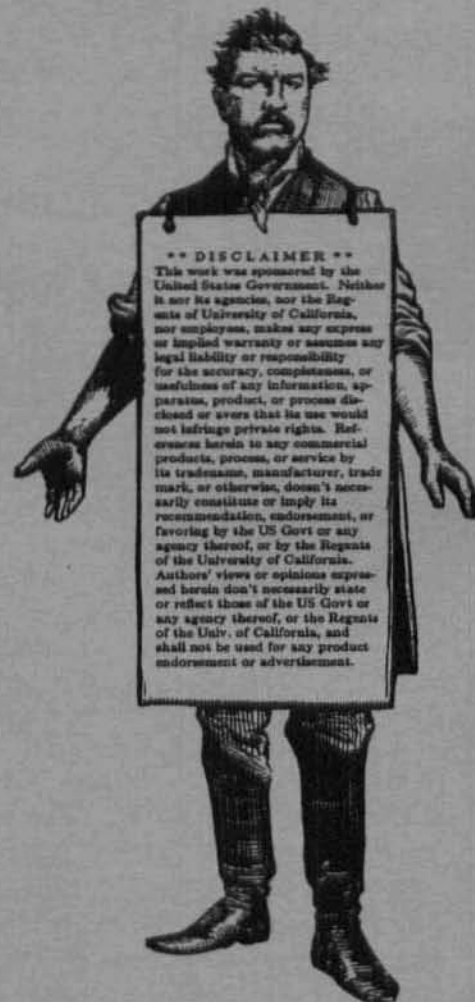 ** DISCLAIMER **
This work was sponsored by the
United States Government. Neither
it nor its agencies, nor the Reg-
ents of University of California,
nor employees, makes any express
or implied warranty or assumes any
legal liability or responsibility
for the accuracy, completeness, or
usefulness of any information, ap-
paratus, product, or process dis-
closed or avers that its use would
not infringe private rights. Ref-
erences herein to any commercial
products, process, or service by
its tradename, manufacturer, trade
mark, or otherwise, doesn't neces-
sarily constitute or imply its
recommendation, endorsement, or
favoring by the US Govt or any
agency thereof, or by the Regents
of the University of California.
Authors' views or opinions expres-
sed herein don't necessarily state
or reflect those of the US Govt or
any agency thereof, or the Regents
of the Univ. of California, and
shall not be used for any product
endorsement or advertisement.